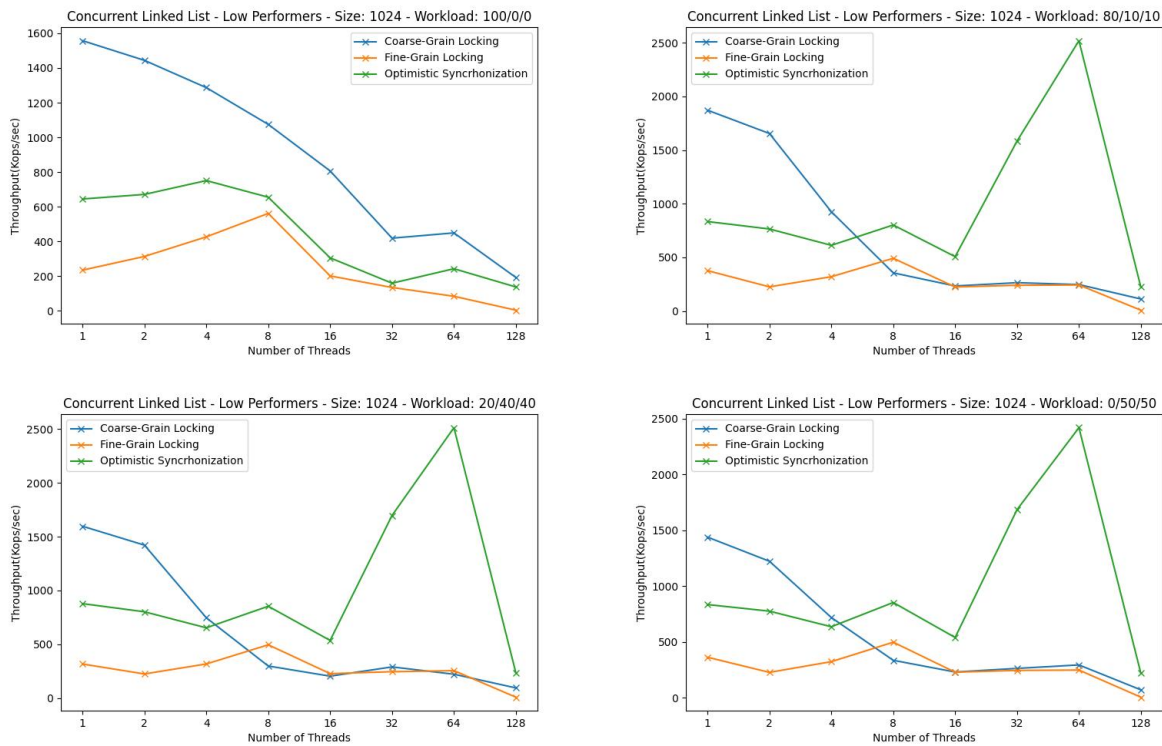 Concurrent Linked List - Low Performers - Size: 1024 - Workload: 100/0/0
Coarse-Grain Locking
Fine-Grain Locking
Optimistic Syncrhonization
Throughput(Kops/sec)
1600
1400
1200
1000
800
600
400
200
0
1 2 4 8 16 32 64 128
Number of Threads
Concurrent Linked List - Low Performers - Size: 1024 - Workload: 80/10/10
Coarse-Grain Locking
Fine-Grain Locking
Optimistic Syncrhonization
Throughput(Kops/sec)
2500
2000
1500
1000
500
0
1 2 4 8 16 32 64 128
Number of Threads
Concurrent Linked List - Low Performers - Size: 1024 - Workload: 20/40/40
Coarse-Grain Locking
Fine-Grain Locking
Optimistic Syncrhonization
Throughput(Kops/sec)
2500
2000
1500
1000
500
0
1 2 4 8 16 32 64 128
Number of Threads
Concurrent Linked List - Low Performers - Size: 1024 - Workload: 0/50/50
Coarse-Grain Locking
Fine-Grain Locking
Optimistic Syncrhonization
Throughput(Kops/sec)
2500
2000
1500
1000
500
0
1 2 4 8 16 32 64 128
Number of Threads